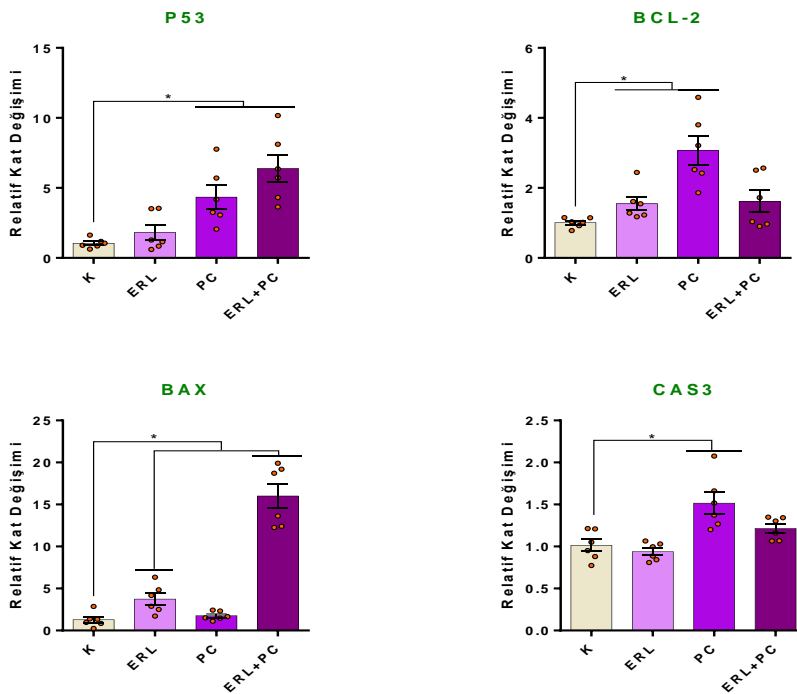 P53
Relatif Kat Değişimi
15
10
5
0
*
K
ERL
PC
ERL+PC
BCL-2
Relatif Kat Değişimi
6
4
2
0
*
K
ERL
PC
ERL+PC
BAX
Relatif Kat Değişimi
25
20
15
10
5
0
*
K
ERL
PC
ERL+PC
CAS3
Relatif Kat Değişimi
2.5
2.0
1.5
1.0
0.5
0.0
*
K
ERL
PC
ERL+PC